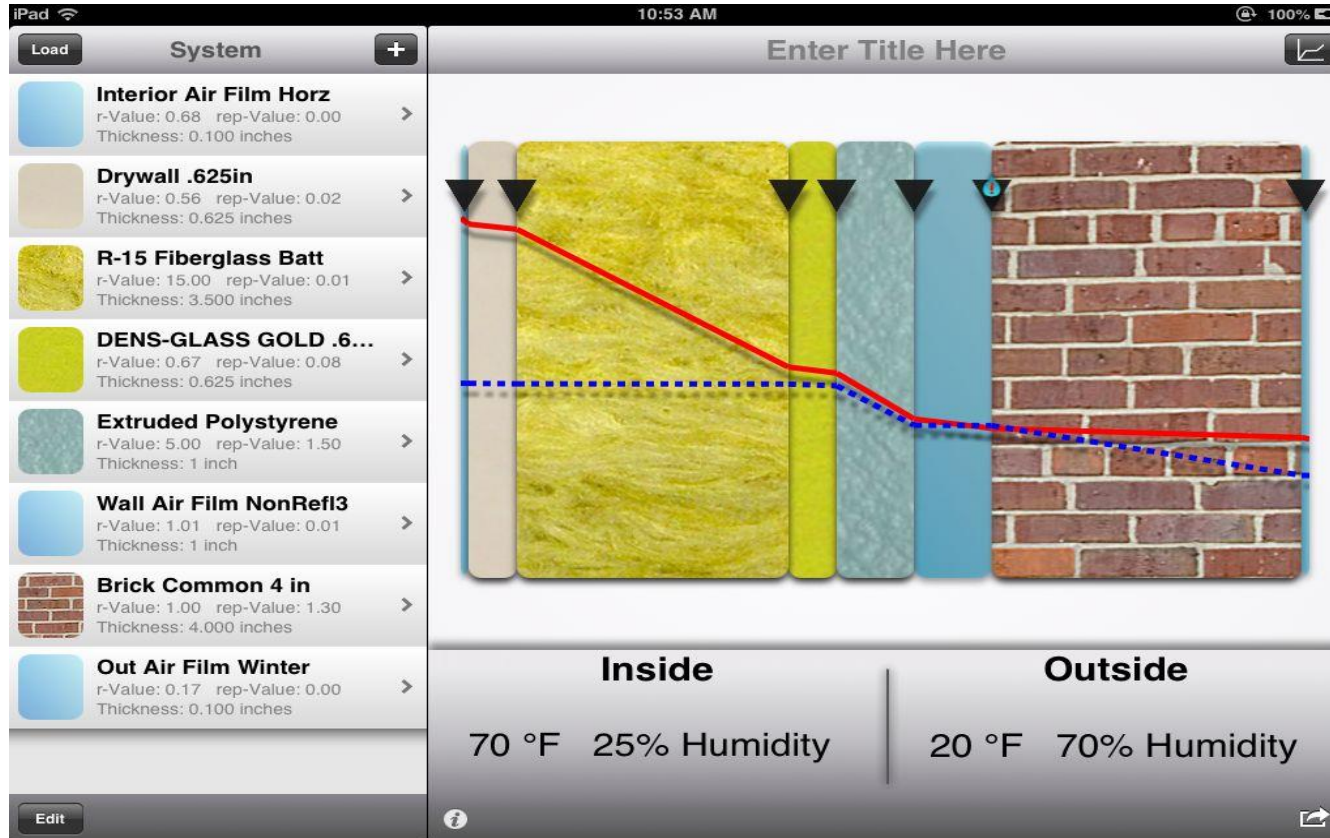 iPad 10:53 AM 100%
Load System + Enter Title Here
Interior Air Film Horz
r-Value: 0.68 rep-Value: 0.00
Thickness: 0.100 inches
Drywall .625in
r-Value: 0.56 rep-Value: 0.02
Thickness: 0.625 inches
R-15 Fiberglass Batt
r-Value: 15.00 rep-Value: 0.01
Thickness: 3.500 inches
DENS-GLASS GOLD .6...
r-Value: 0.67 rep-Value: 0.08
Thickness: 0.625 inches
Extruded Polystyrene
r-Value: 5.00 rep-Value: 1.50
Thickness: 1 inch
Wall Air Film NonRefl3
r-Value: 1.01 rep-Value: 0.01
Thickness: 1 inch
Brick Common 4 in
r-Value: 1.00 rep-Value: 1.30
Thickness: 4.000 inches
Out Air Film Winter
r-Value: 0.17 rep-Value: 0.00
Thickness: 0.100 inches
Inside Outside
70 °F 25% Humidity 20 °F 70% Humidity
Edit i